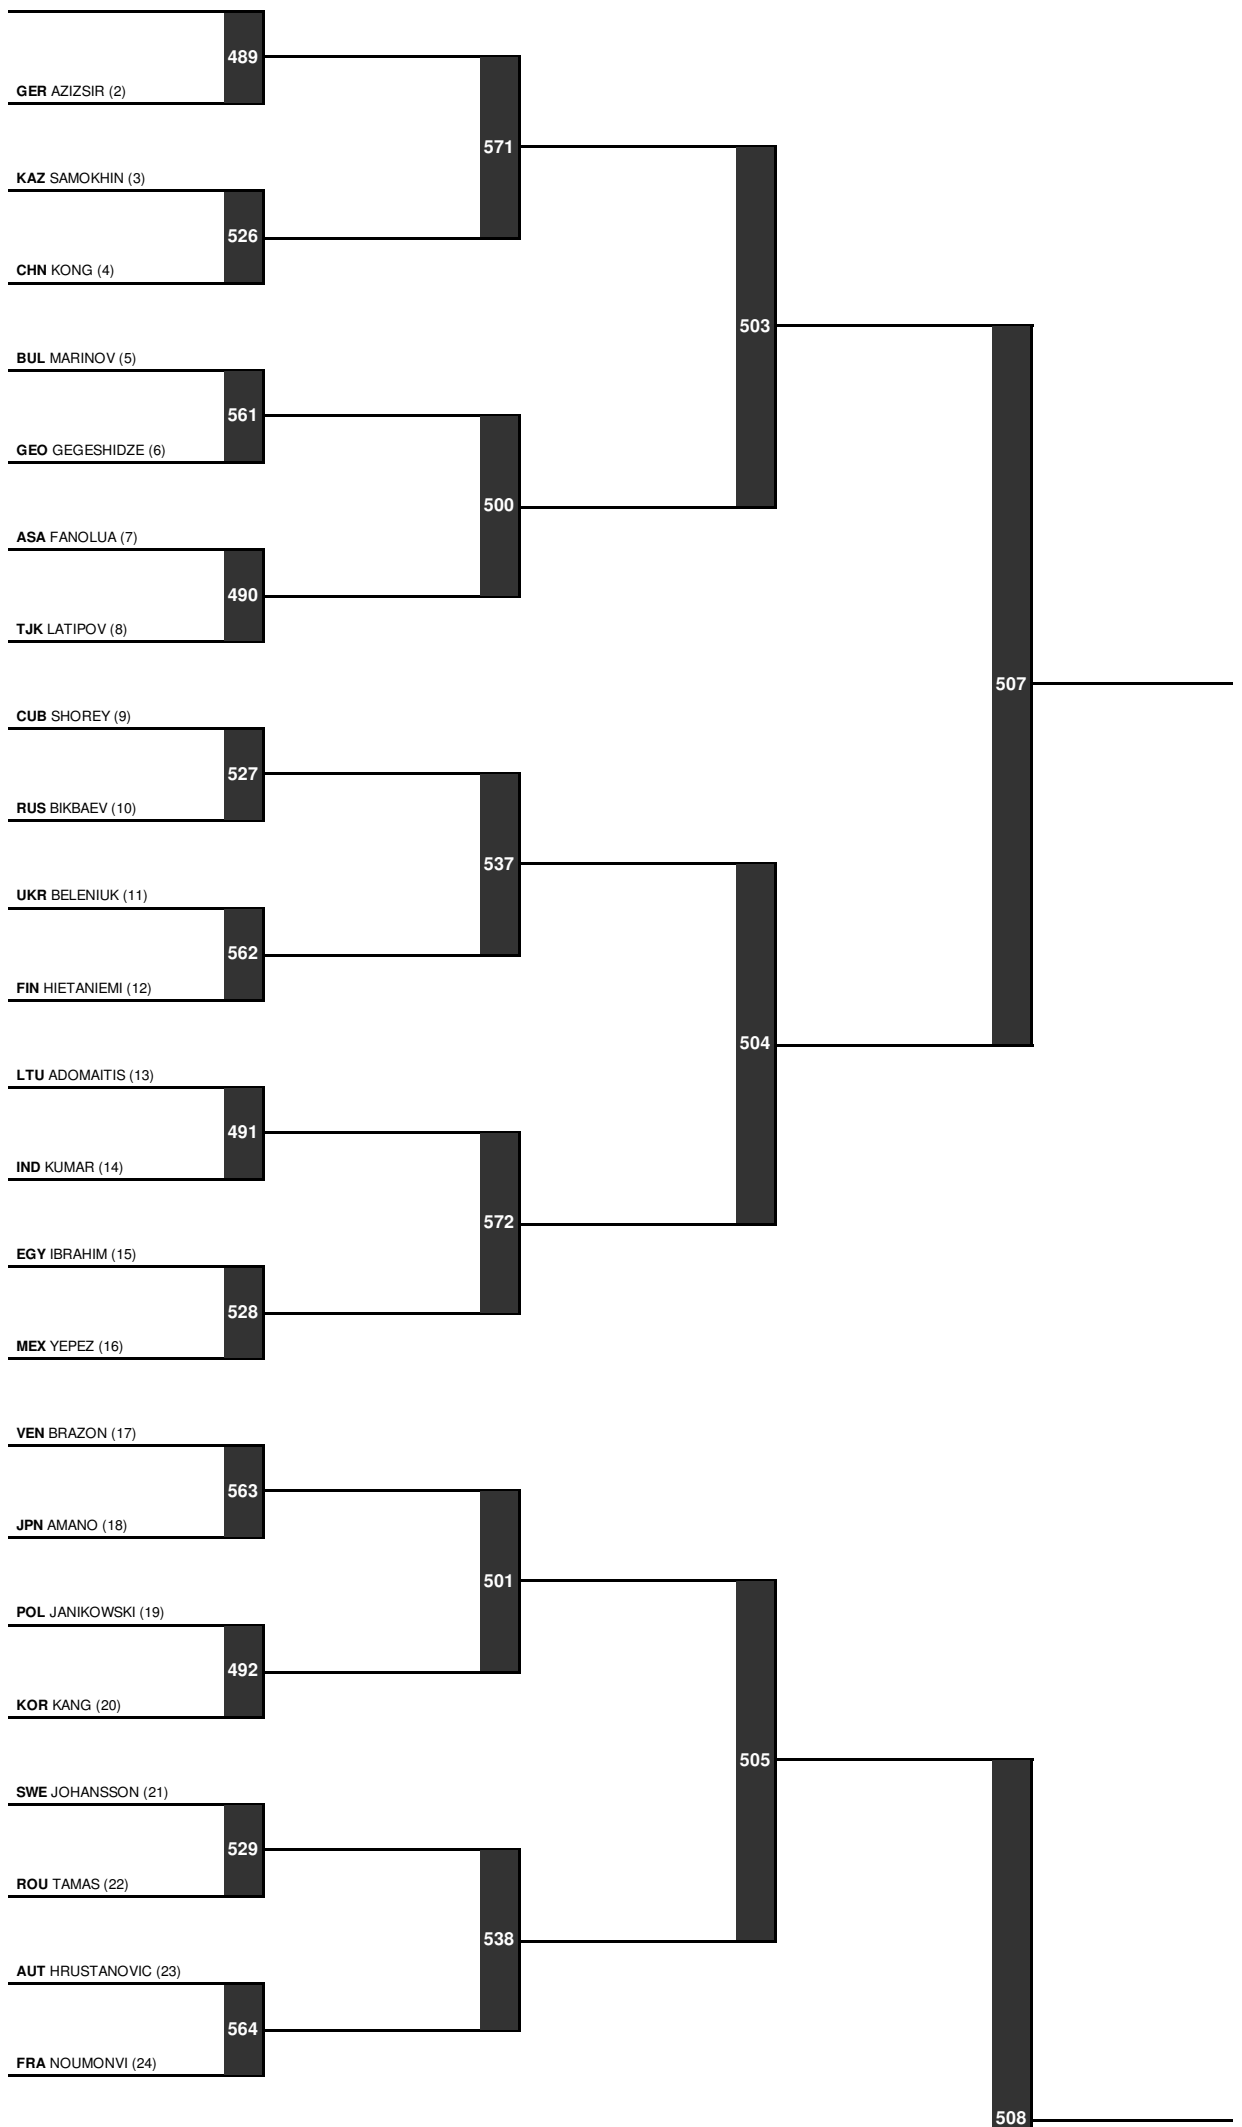 489
GER AZIZSIR (2)
571
KAZ SAMOKHIN (3)
526
CHN KONG (4)
503
BUL MARINOV (5)
561
GEO GEGESHIDZE (6)
500
ASA FANOLUA (7)
490
TJK LATIPOV (8)
507
CUB SHOREY (9)
527
RUS BIKBAEV (10)
537
UKR BELENIUK (11)
562
FIN HIETANIEMI (12)
504
LTU ADOMAITIS (13)
491
IND KUMAR (14)
572
EGY IBRAHIM (15)
528
MEX YEPEZ (16)
VEN BRAZON (17)
563
JPN AMANO (18)
501
POL JANIKOWSKI (19)
492
KOR KANG (20)
505
SWE JOHANSSON (21)
529
ROU TAMAS (22)
538
AUT HRUSTANOVIC (23)
564
FRA NOUMONVI (24)
508